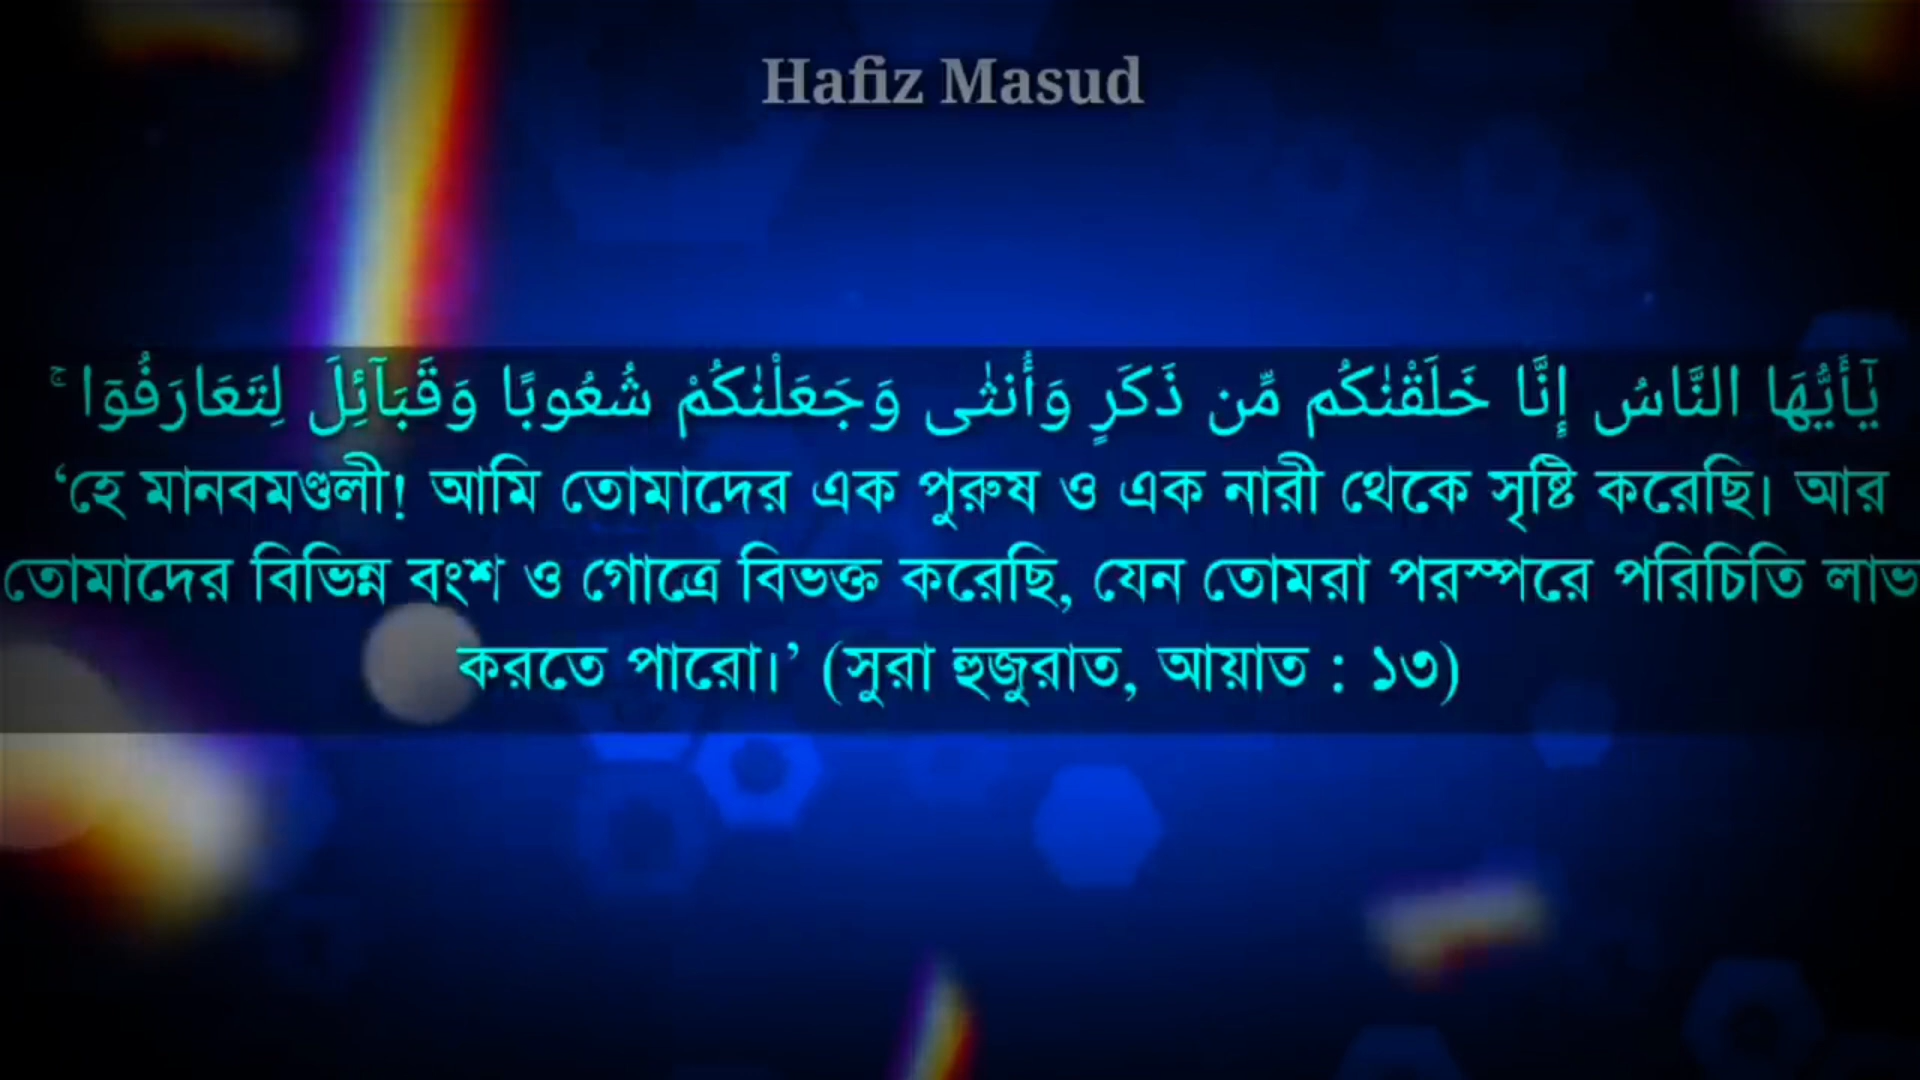 Hafiz Masud
يَٰٓأَيُّهَا النَّاسُ إِنَّا خَلَقْنَٰكُم مِّن ذَكَرٍ وَأُنثٰى وَجَعَلْنَٰكُمْ شُعُوبًا وَقَبَآئِلَ لِتَعَارَفُوٓا ۚ
‘হে মানবমণ্ডলী! আমি তোমাদের এক পুরুষ ও এক নারী থেকে সৃষ্টি করেছি। আর
তোমাদের বিভিন্ন বংশ ও গোত্রে বিভক্ত করেছি, যেন তোমরা পরস্পরে পরিচিতি লাভ
করতে পারো।’ (সুরা হুজুরাত, আয়াত : ১৩)